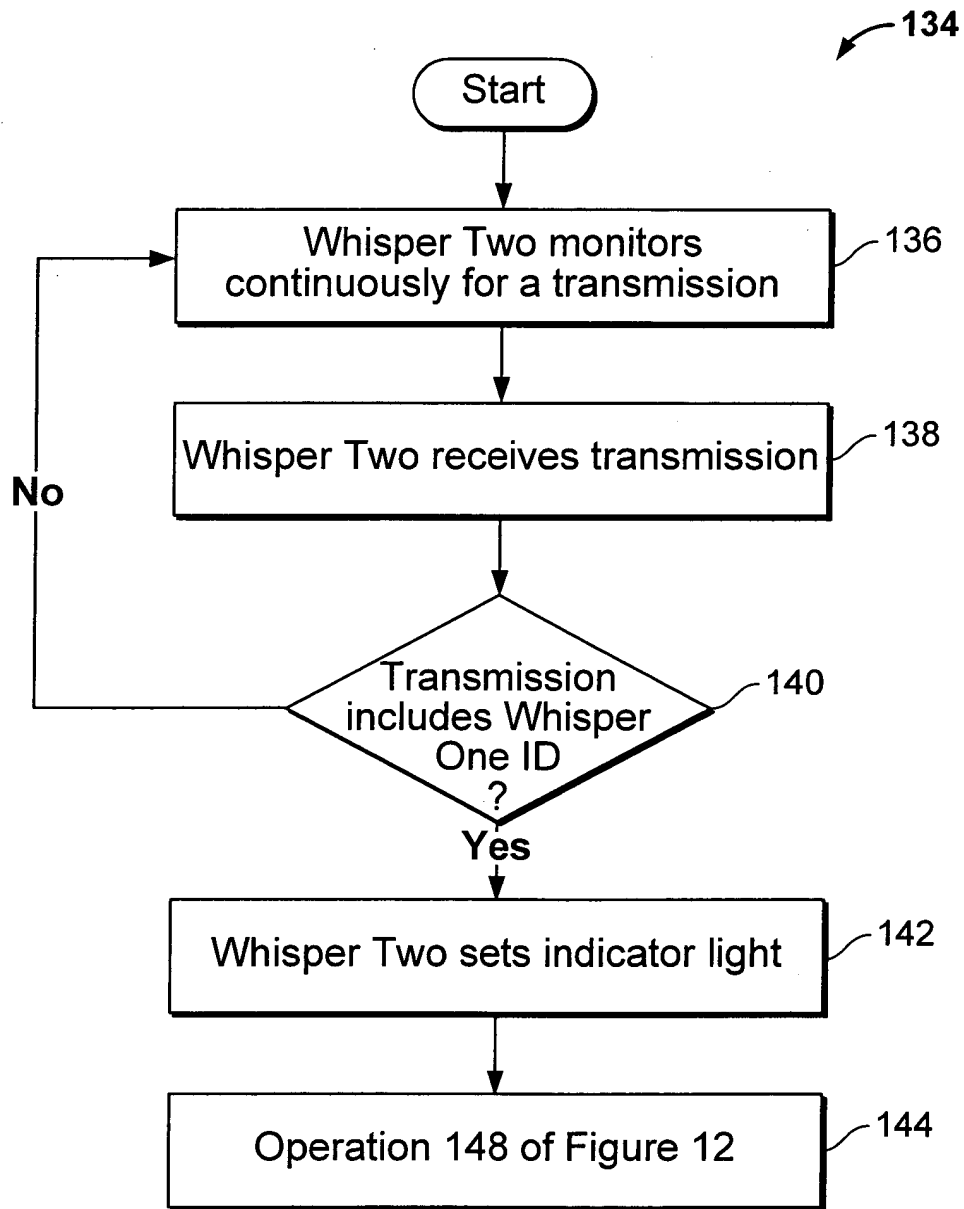 134
Start
Whisper Two monitors
continuously for a transmission
136
Whisper Two receives transmission
138
No
Transmission
includes Whisper
One ID
?
140
Yes
Whisper Two sets indicator light
142
Operation 148 of Figure 12
144